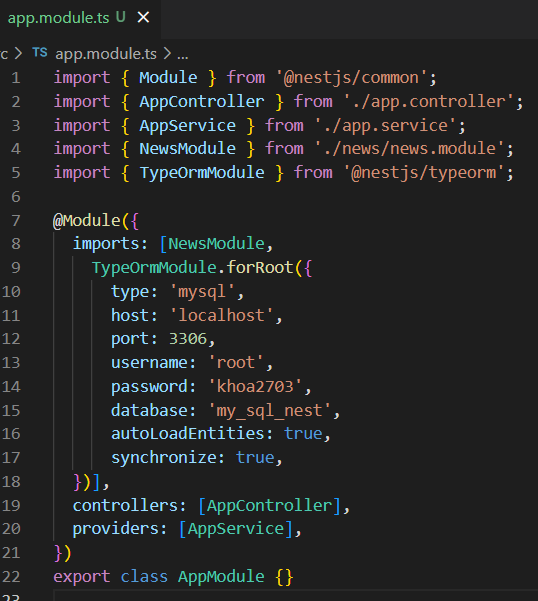 app.module.ts U ×
rc > TS app.module.ts > ...
1 import { Module } from '@nestjs/common';
2 import { AppController } from './app.controller';
3 import { AppService } from './app.service';
4 import { NewsModule } from './news/news.module';
5 import { TypeOrmModule } from '@nestjs/typeorm';
6
7 @Module({
8   imports: [NewsModule,
9     TypeOrmModule.forRoot({
10       type: 'mysql',
11       host: 'localhost',
12       port: 3306,
13       username: 'root',
14       password: 'khoa2703',
15       database: 'my_sql_nest',
16       autoLoadEntities: true,
17       synchronize: true,
18   })],
19   controllers: [AppController],
20   providers: [AppService],
21 })
22 export class AppModule {}
23